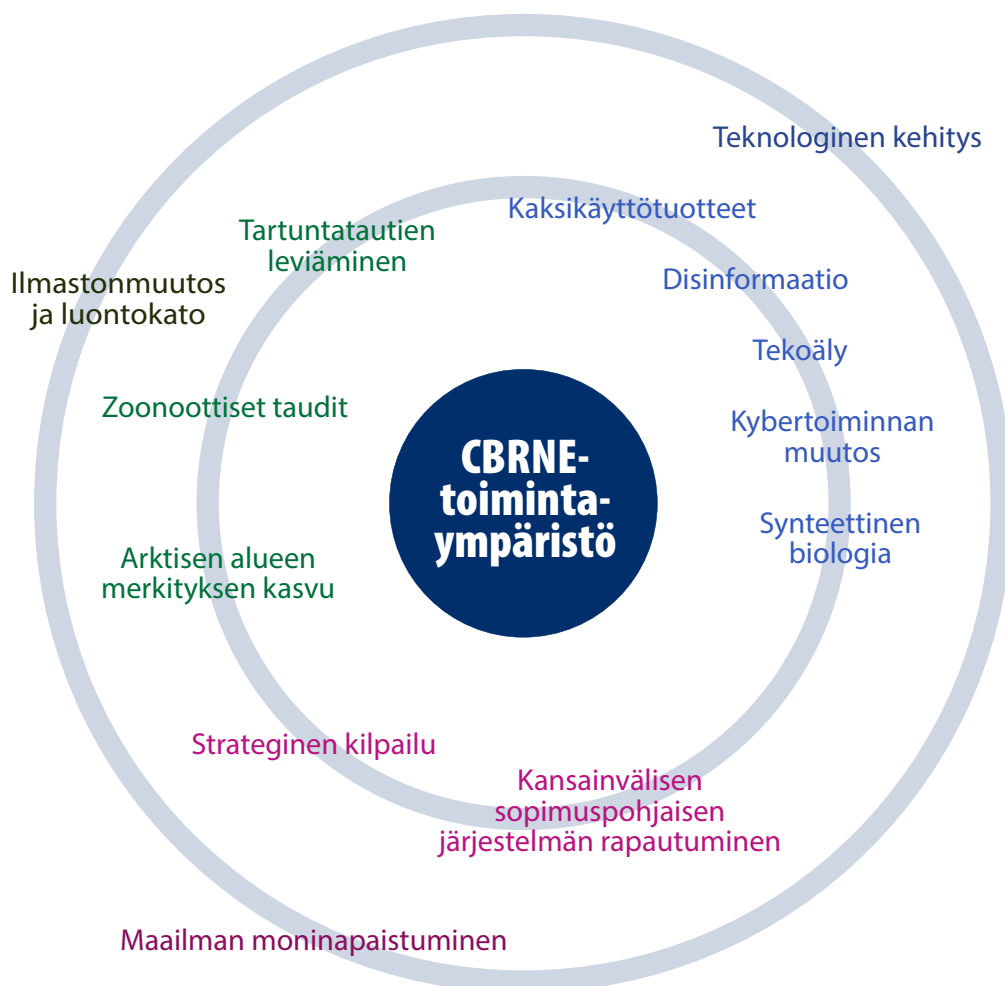 Teknologinen kehitys
Kaksikäyttötuotteet
Tartuntatautien
leviäminen
Disinformaatio
Ilmastonmuutos
ja luontokato
Tekoäly
Zoonoottiset taudit
Kybertoiminnan
muutos
CBRNE-
toiminta-
ympäristö
Synteettinen
biologia
Arktisen alueen
merkityksen kasvu
Strateginen kilpailu
Kansainvälisen
sopimuspohjaisen
järjestelmän rapautuminen
Maailman moninapaistuminen